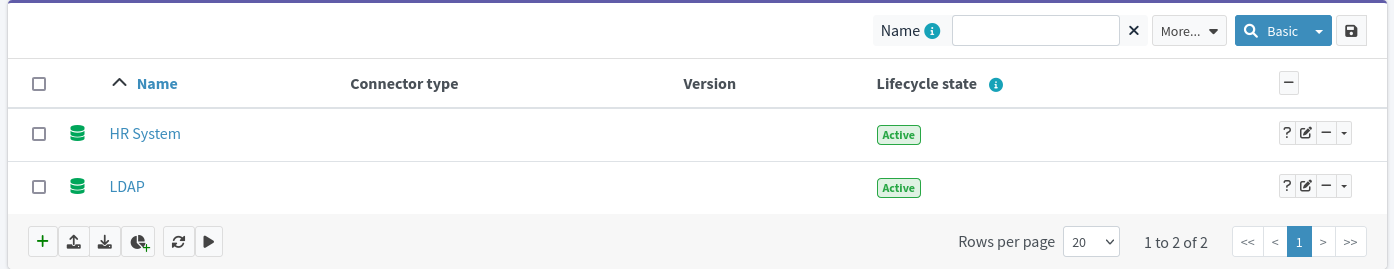 Name More... Basic
Name Connector type Version Lifecycle state
HR System Active ?
LDAP Active ?
Rows per page 20 1 to 2 of 2 << < 1 > >>